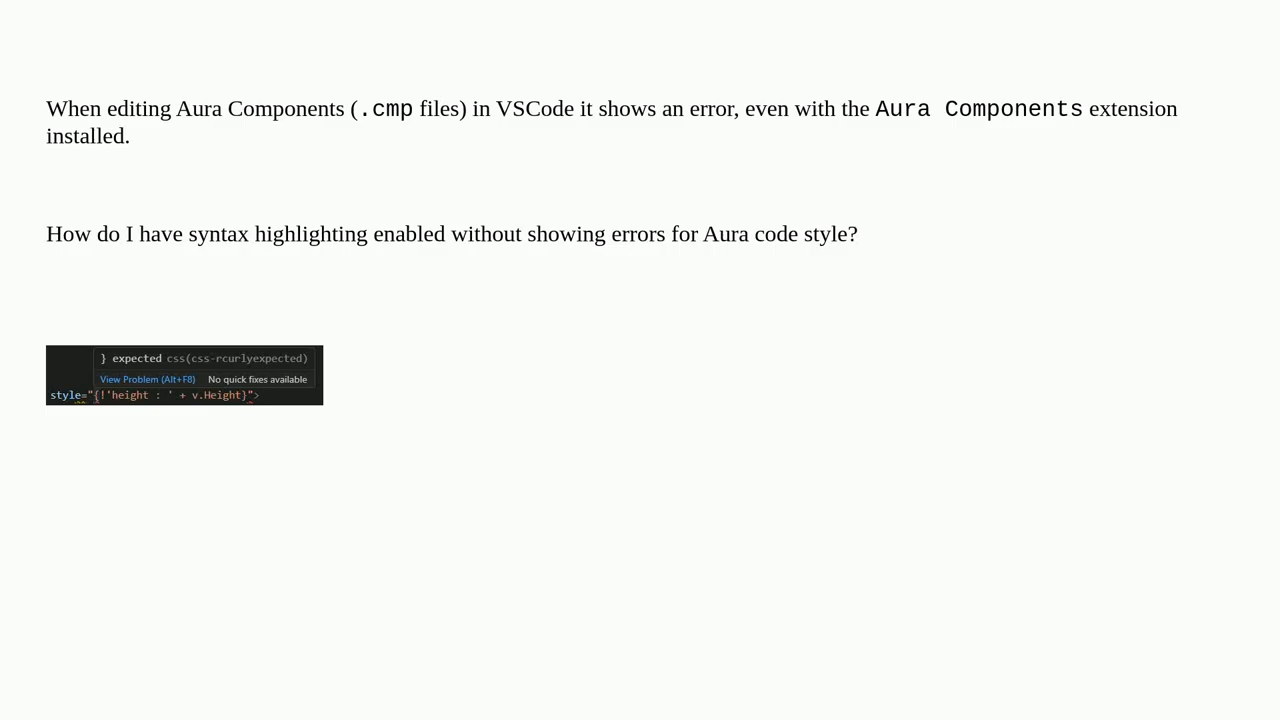 When editing Aura Components (.cmp files) in VSCode it shows an error, even with the Aura Components extension
installed.
How do I have syntax highlighting enabled without showing errors for Aura code style?
} expected css(css-rcurlyexpected)
View Problem (Alt+F8) No quick fixes available
style="{!'height : ' + v.Height}">